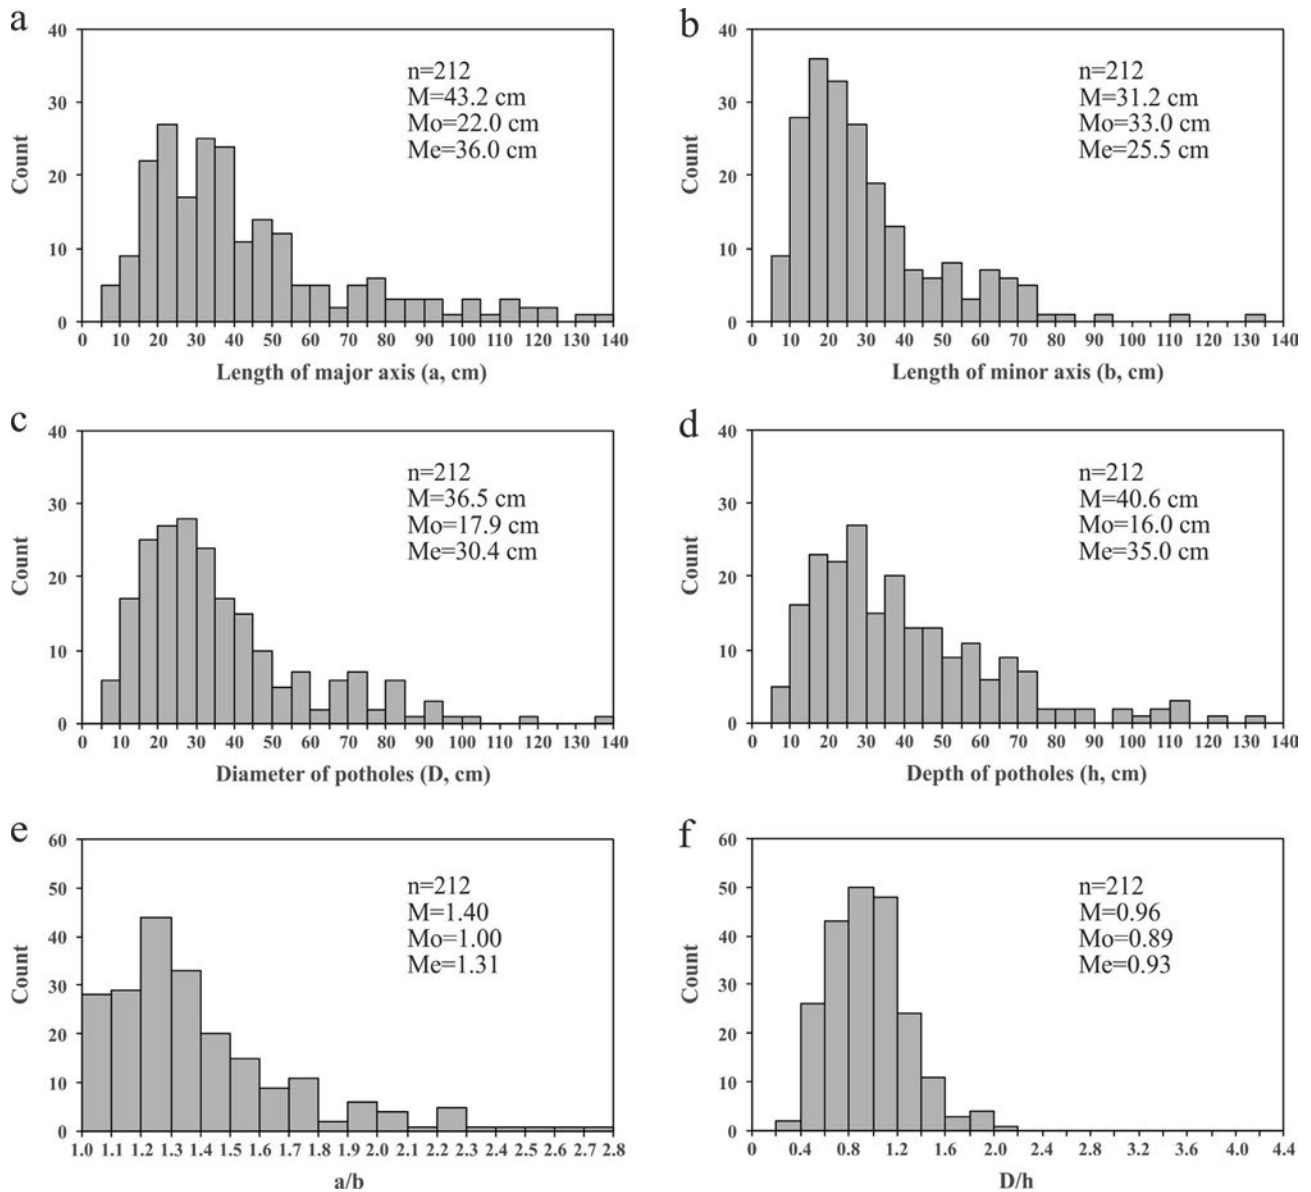 a
40
30
20
10
0
Count
n=212
M=43.2 cm
Mo=22.0 cm
Me=36.0 cm
0 10 20 30 40 50 60 70 80 90 100 110 120 130 140
Length of major axis (a, cm)
b
40
30
20
10
0
Count
n=212
M=31.2 cm
Mo=33.0 cm
Me=25.5 cm
0 10 20 30 40 50 60 70 80 90 100 110 120 130 140
Length of minor axis (b, cm)
c
40
30
20
10
0
Count
n=212
M=36.5 cm
Mo=17.9 cm
Me=30.4 cm
0 10 20 30 40 50 60 70 80 90 100 110 120 130 140
Diameter of potholes (D, cm)
d
40
30
20
10
0
Count
n=212
M=40.6 cm
Mo=16.0 cm
Me=35.0 cm
0 10 20 30 40 50 60 70 80 90 100 110 120 130 140
Depth of potholes (h, cm)
e
60
50
40
30
20
10
0
Count
n=212
M=1.40
Mo=1.00
Me=1.31
1.0 1.1 1.2 1.3 1.4 1.5 1.6 1.7 1.8 1.9 2.0 2.1 2.2 2.3 2.4 2.5 2.6 2.7 2.8
a/b
f
60
50
40
30
20
10
0
Count
n=212
M=0.96
Mo=0.89
Me=0.93
0 0.4 0.8 1.2 1.6 2.0 2.4 2.8 3.2 3.6 4.0 4.4
D/h